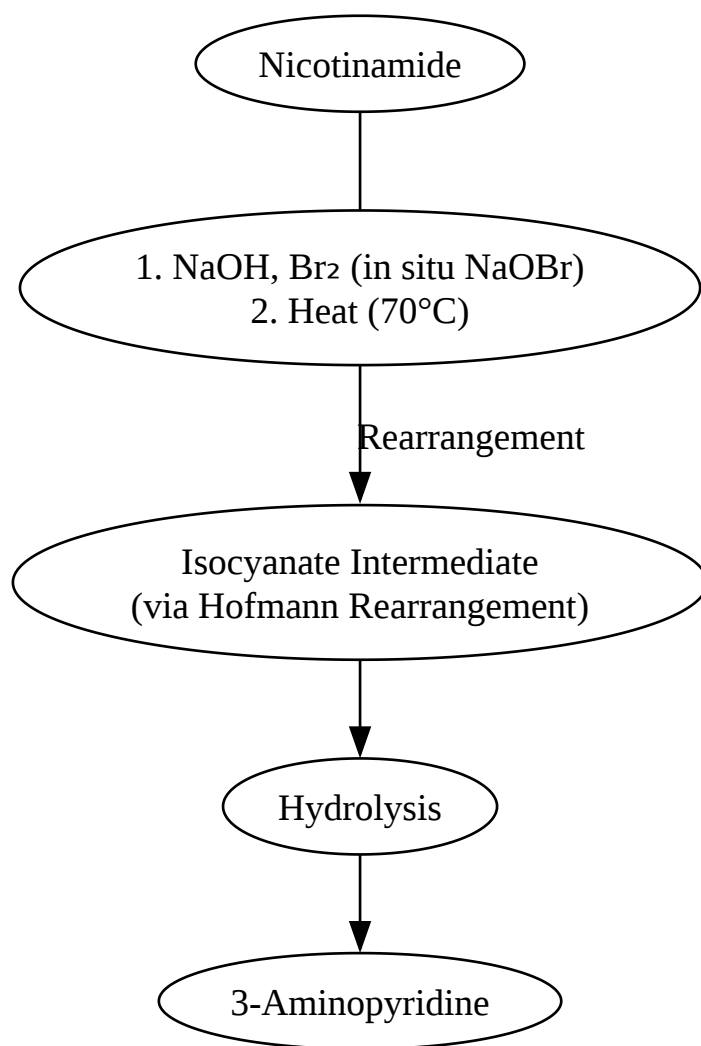 Nicotinamide
1. NaOH, Br₂ (in situ NaOBr)
2. Heat (70°C)
Rearrangement
Isocyanate Intermediate
(via Hofmann Rearrangement)
Hydrolysis
3-Aminopyridine